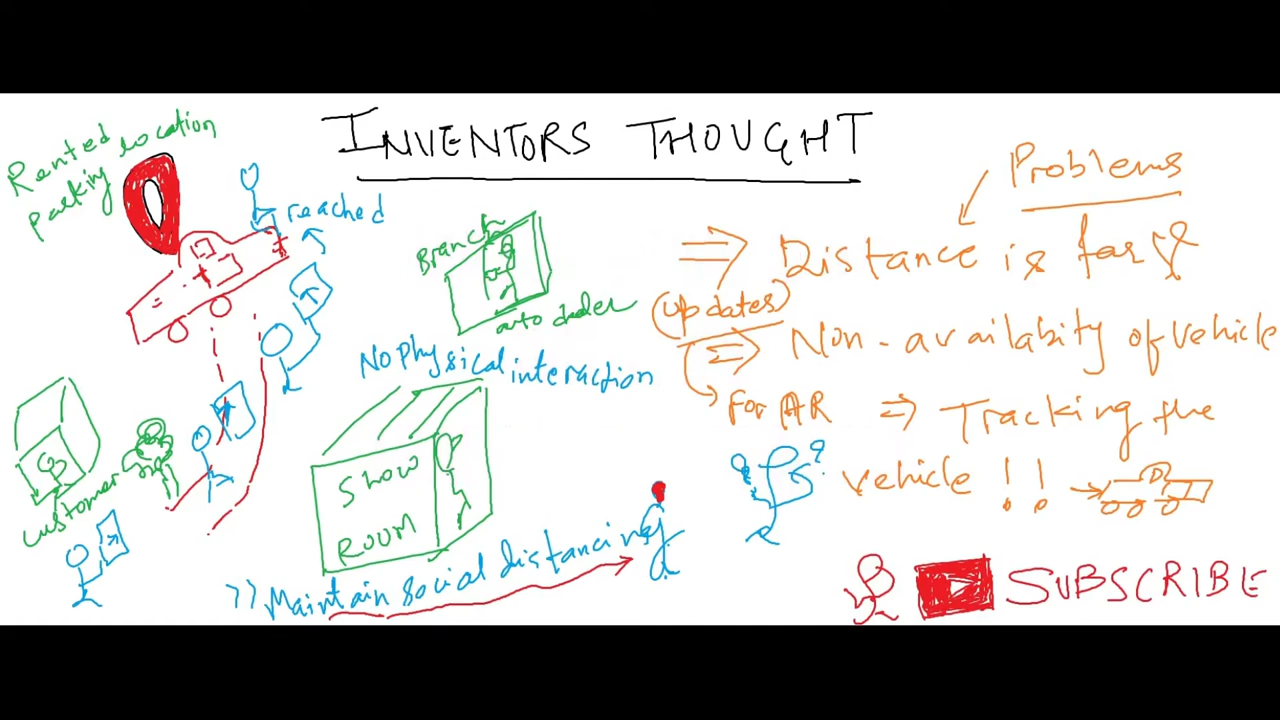 INVENTORS THOUGHT
Rented
parking location
reached
Branch
auto dealer
No Physical interaction
SHOW
ROOM
customer
>> Maintain social distancing
Problems
⇒ Distance is far
(updates)
⇒ Non-availabity of vehicle
For AR
⇒ Tracking the
vehicle !!
SUBSCRIBE